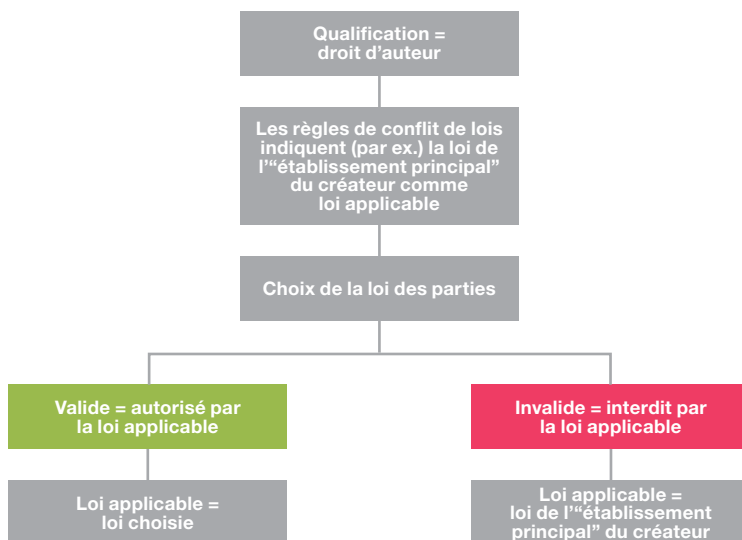 Qualification =
droit d’auteur
Les règles de conflit de lois
indiquent (par ex.) la loi de
l’“établissement principal”
du créateur comme
loi applicable
Choix de la loi des parties
Valide = autorisé par
la loi applicable
Invalide = interdit par
la loi applicable
Loi applicable =
loi choisie
Loi applicable =
loi de l’“établissement
principal” du créateur